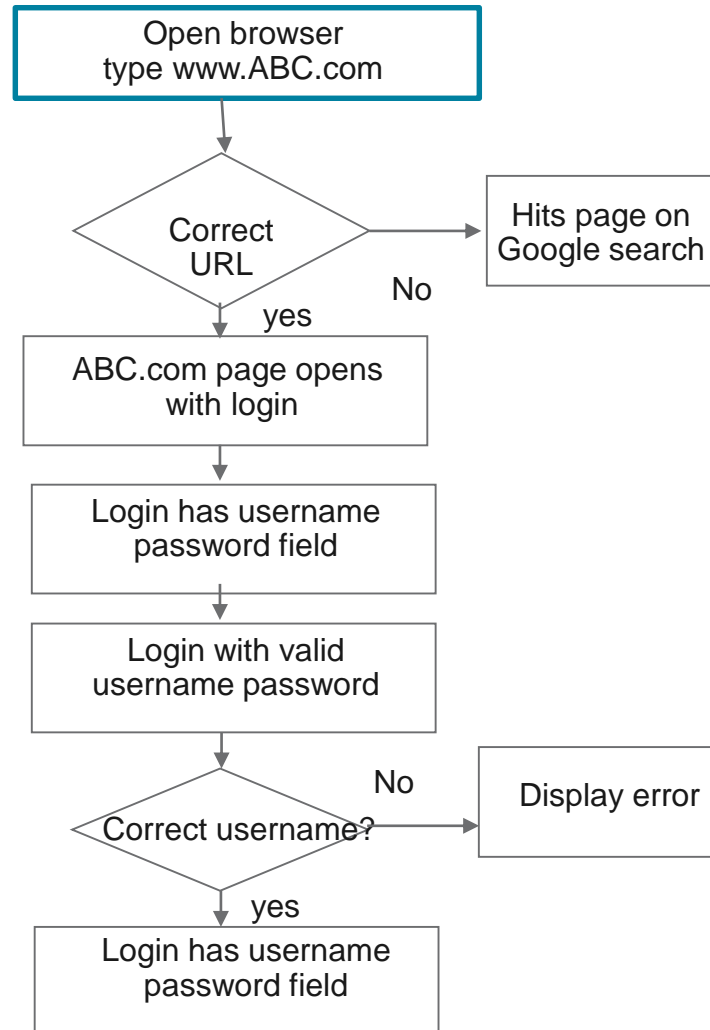 Open browser
type www.ABC.com
Correct
URL
Hits page on
Google search
No
yes
ABC.com page opens
with login
Login has username
password field
Login with valid
username password
No
Display error
Correct username?
yes
Login has username
password field